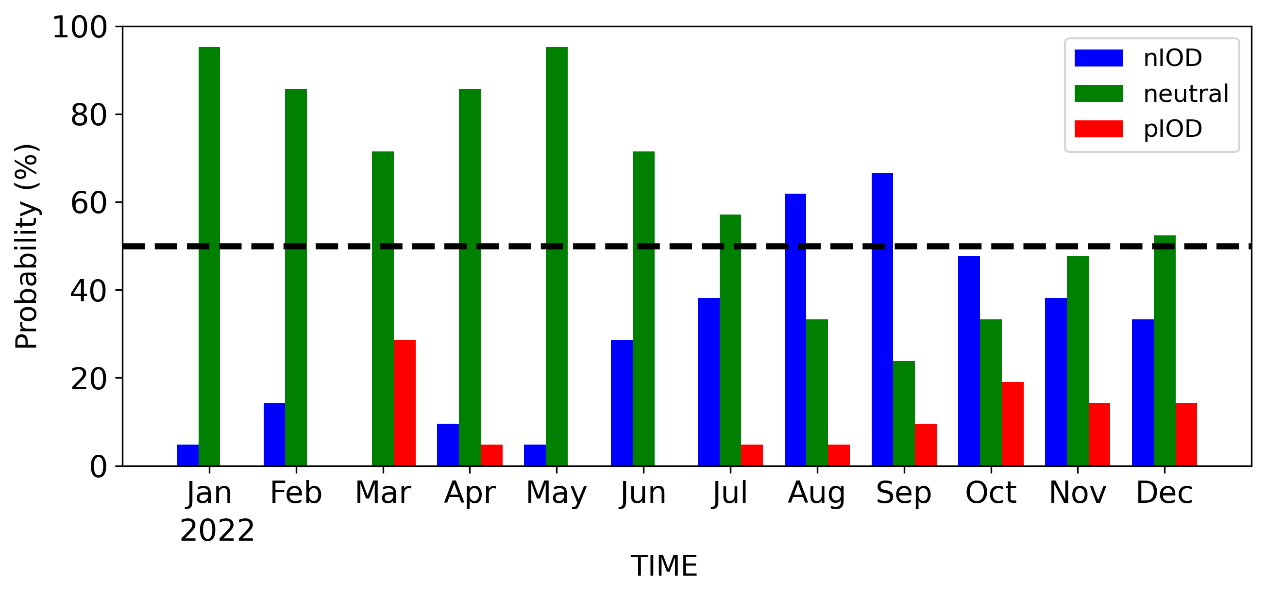 100
80
60
40
20
0
Probability (%)
nIOD
neutral
pIOD
Jan Feb Mar Apr May Jun Jul Aug Sep Oct Nov Dec
2022
TIME